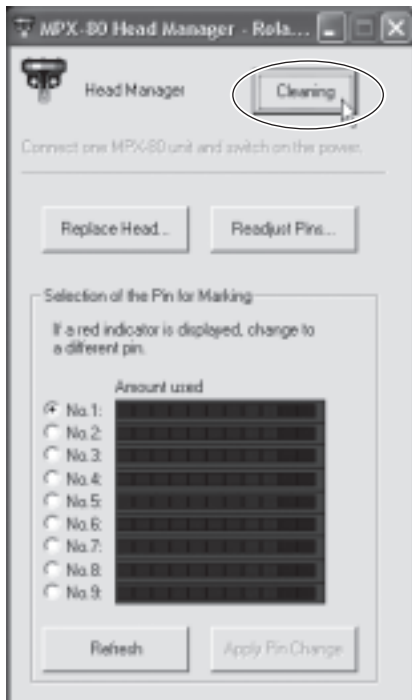 MPX-80 Head Manager - Rola...
Head Manager
Cleaning
Connect one MPX-80 unit and switch on the power.
Replace Head...
Readjust Pins...
Selection of the Pin for Marking
If a red indicator is displayed, change to
a different pin.
Amount used
No.1:
No.2:
No.3:
No.4:
No.5:
No.6:
No.7:
No.8:
No.9:
Refresh
Apply Pin Change